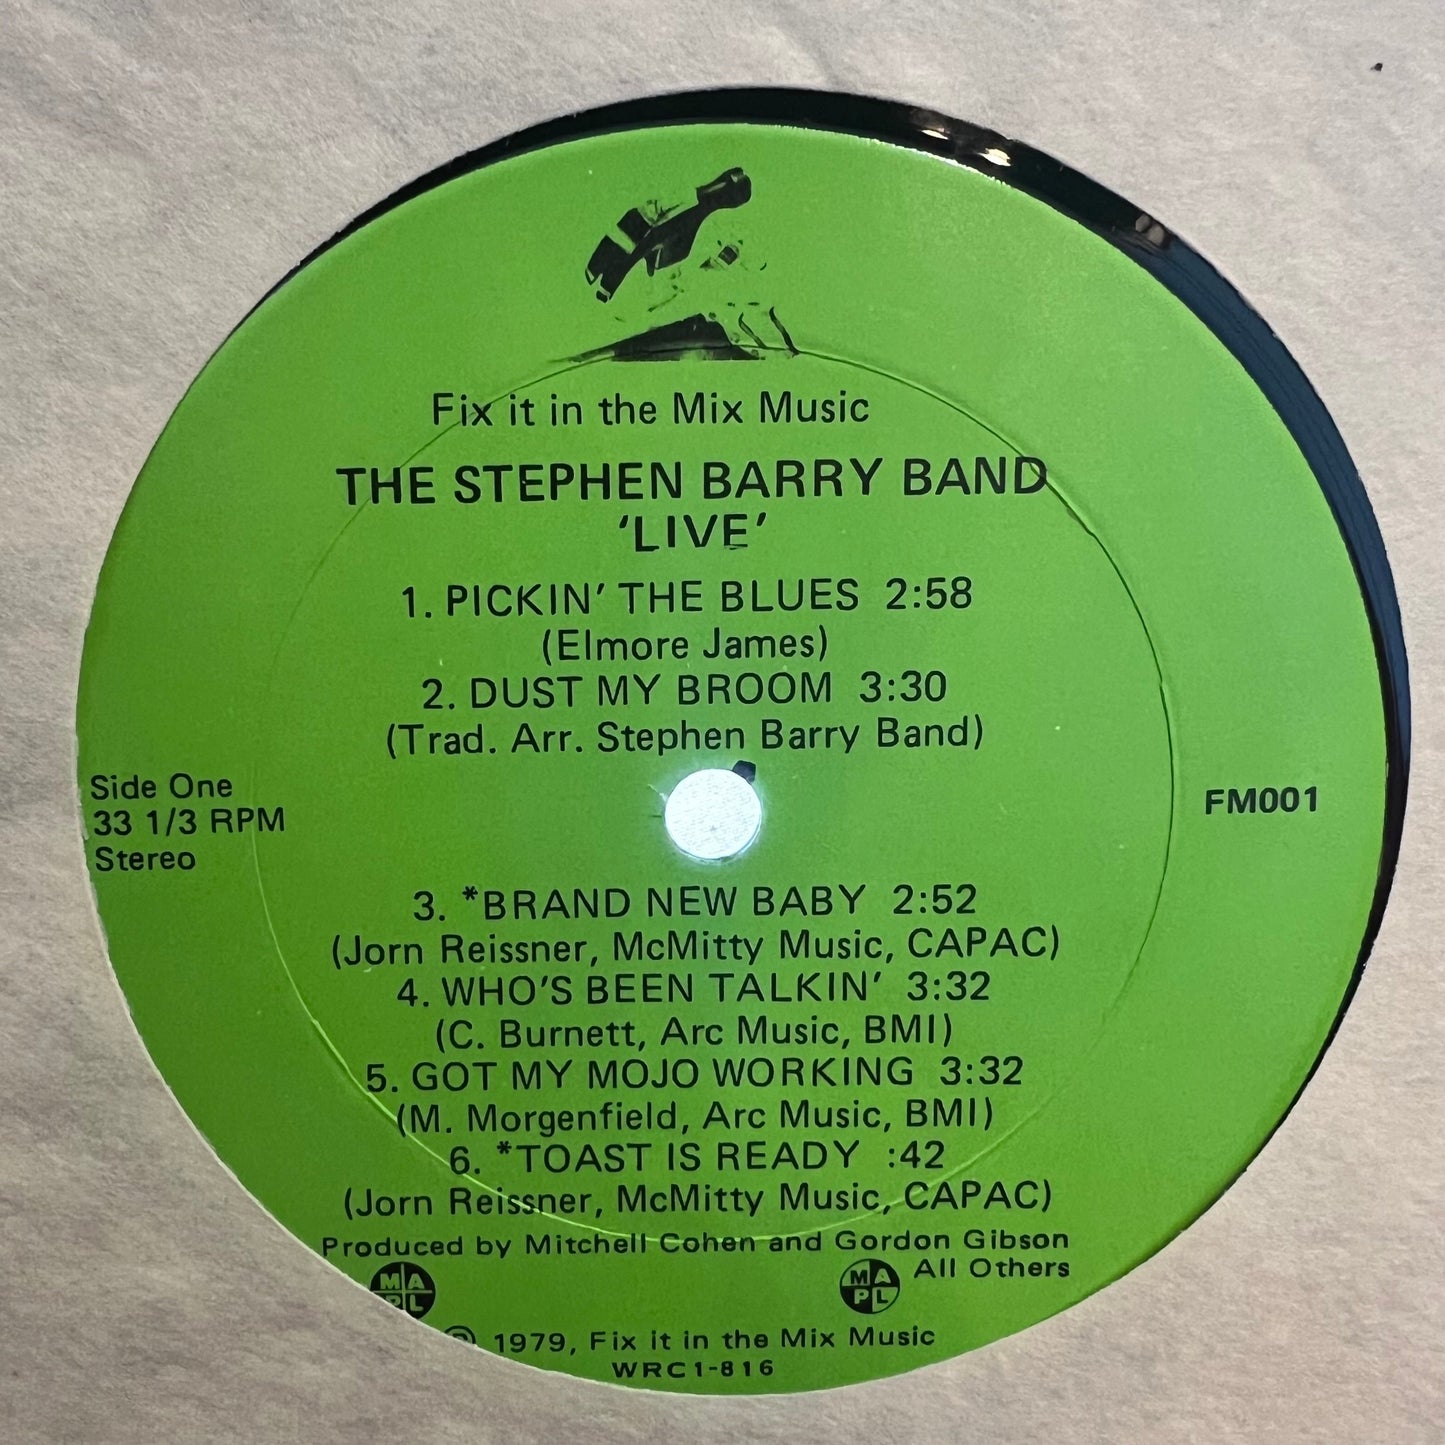 Fix it in the Mix Music
THE STEPHEN BARRY BAND
'LIVE'
1. PICKIN' THE BLUES 2:58
(Elmore James)
2. DUST MY BROOM 3:30
(Trad. Arr. Stephen Barry Band)
Side One
33 1/3 RPM
Stereo
FM001
3. *BRAND NEW BABY 2:52
(Jorn Reissner, McMitty Music, CAPAC)
4. WHO'S BEEN TALKIN' 3:32
(C. Burnett, Arc Music, BMI)
5. GOT MY MOJO WORKING 3:32
(M. Morgenfield, Arc Music, BMI)
6. *TOAST IS READY :42
(Jorn Reissner, McMitty Music, CAPAC)
Produced by Mitchell Cohen and Gordon Gibson
MA
PL
MA
PL
All Others
℗ 1979, Fix it in the Mix Music
WRC1-816